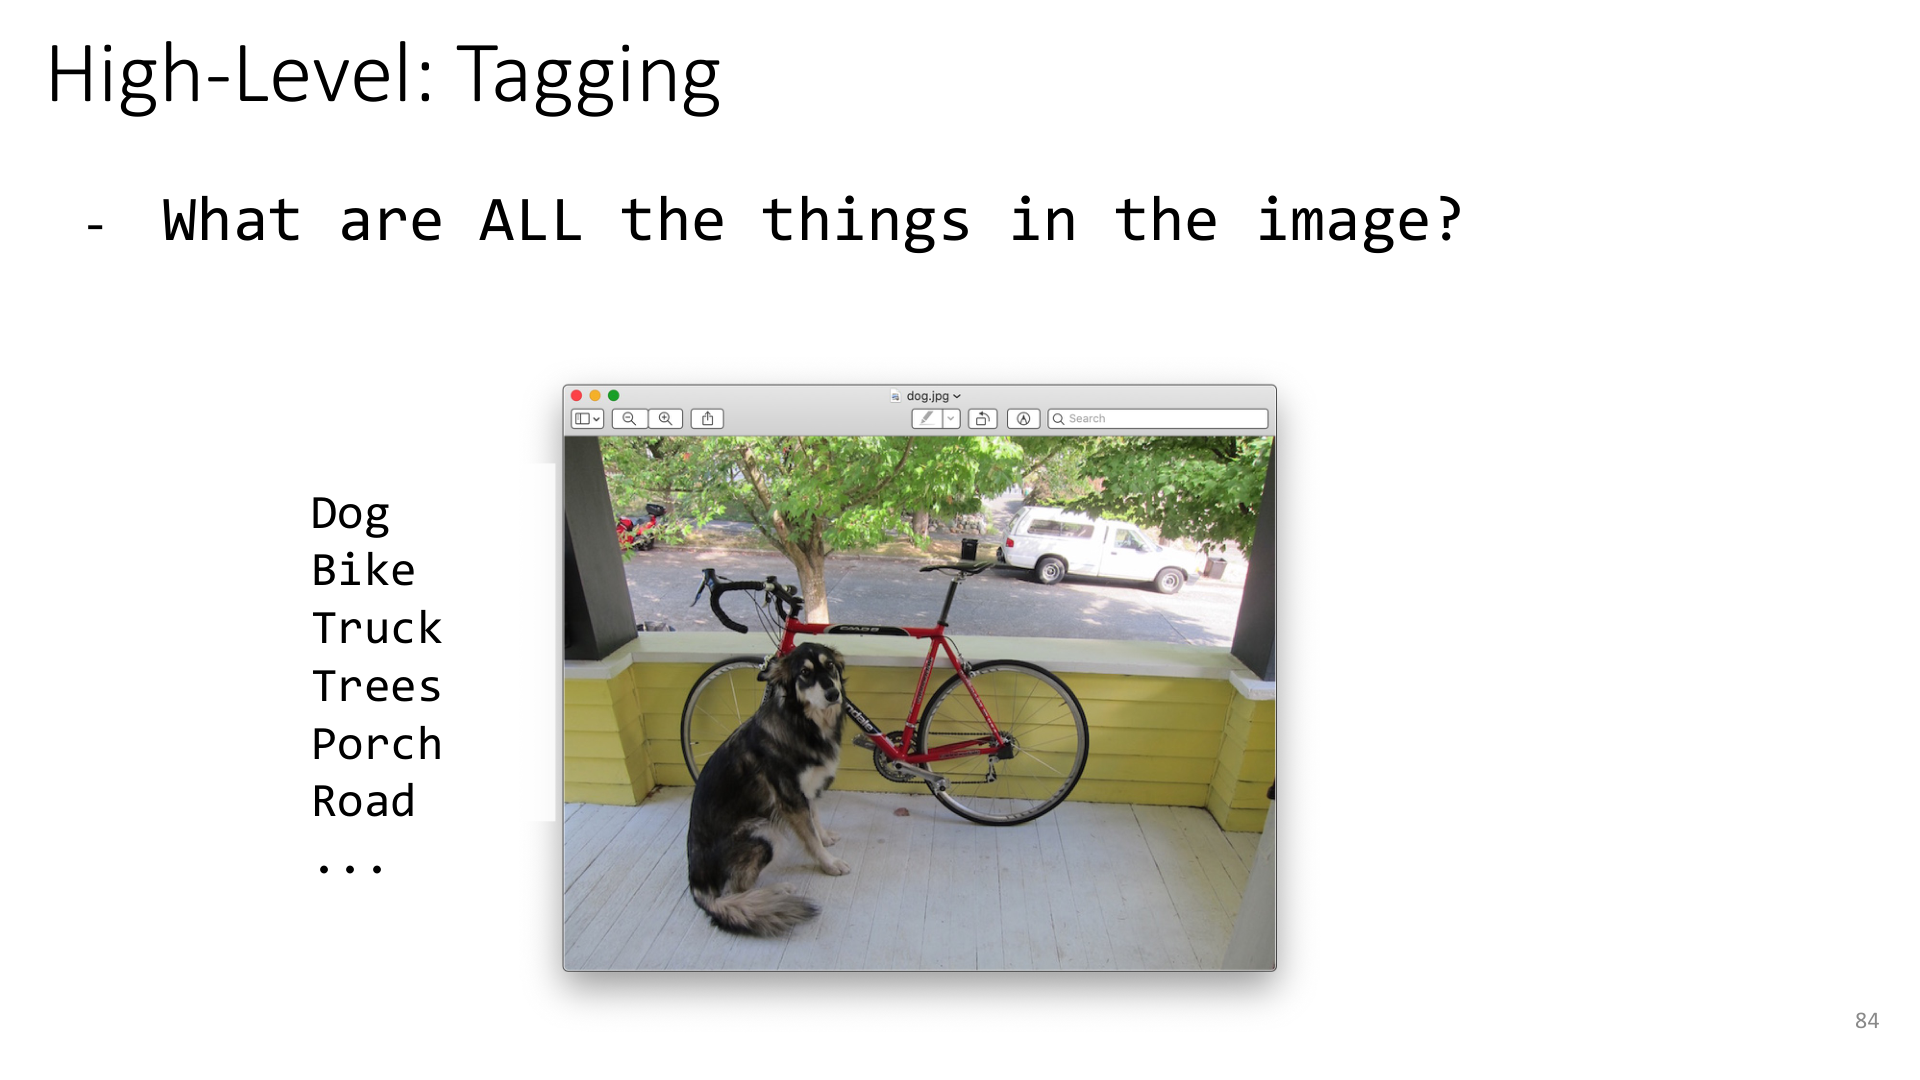 High-Level: Tagging
- What are ALL the things in the image?
dog.jpg
Search
Dog
Bike
Truck
Trees
Porch
Road
...
84